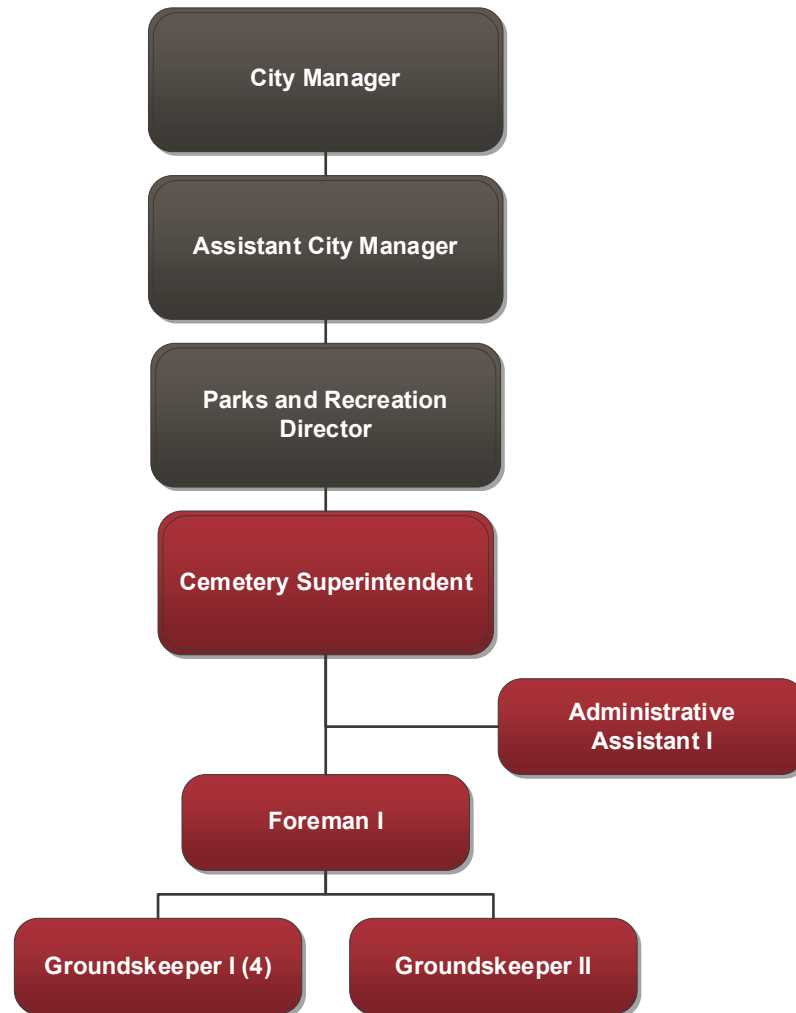 City Manager
Assistant City Manager
Parks and Recreation
Director
Cemetery Superintendent
Administrative
Assistant I
Foreman I
Groundskeeper I (4)
Groundskeeper II